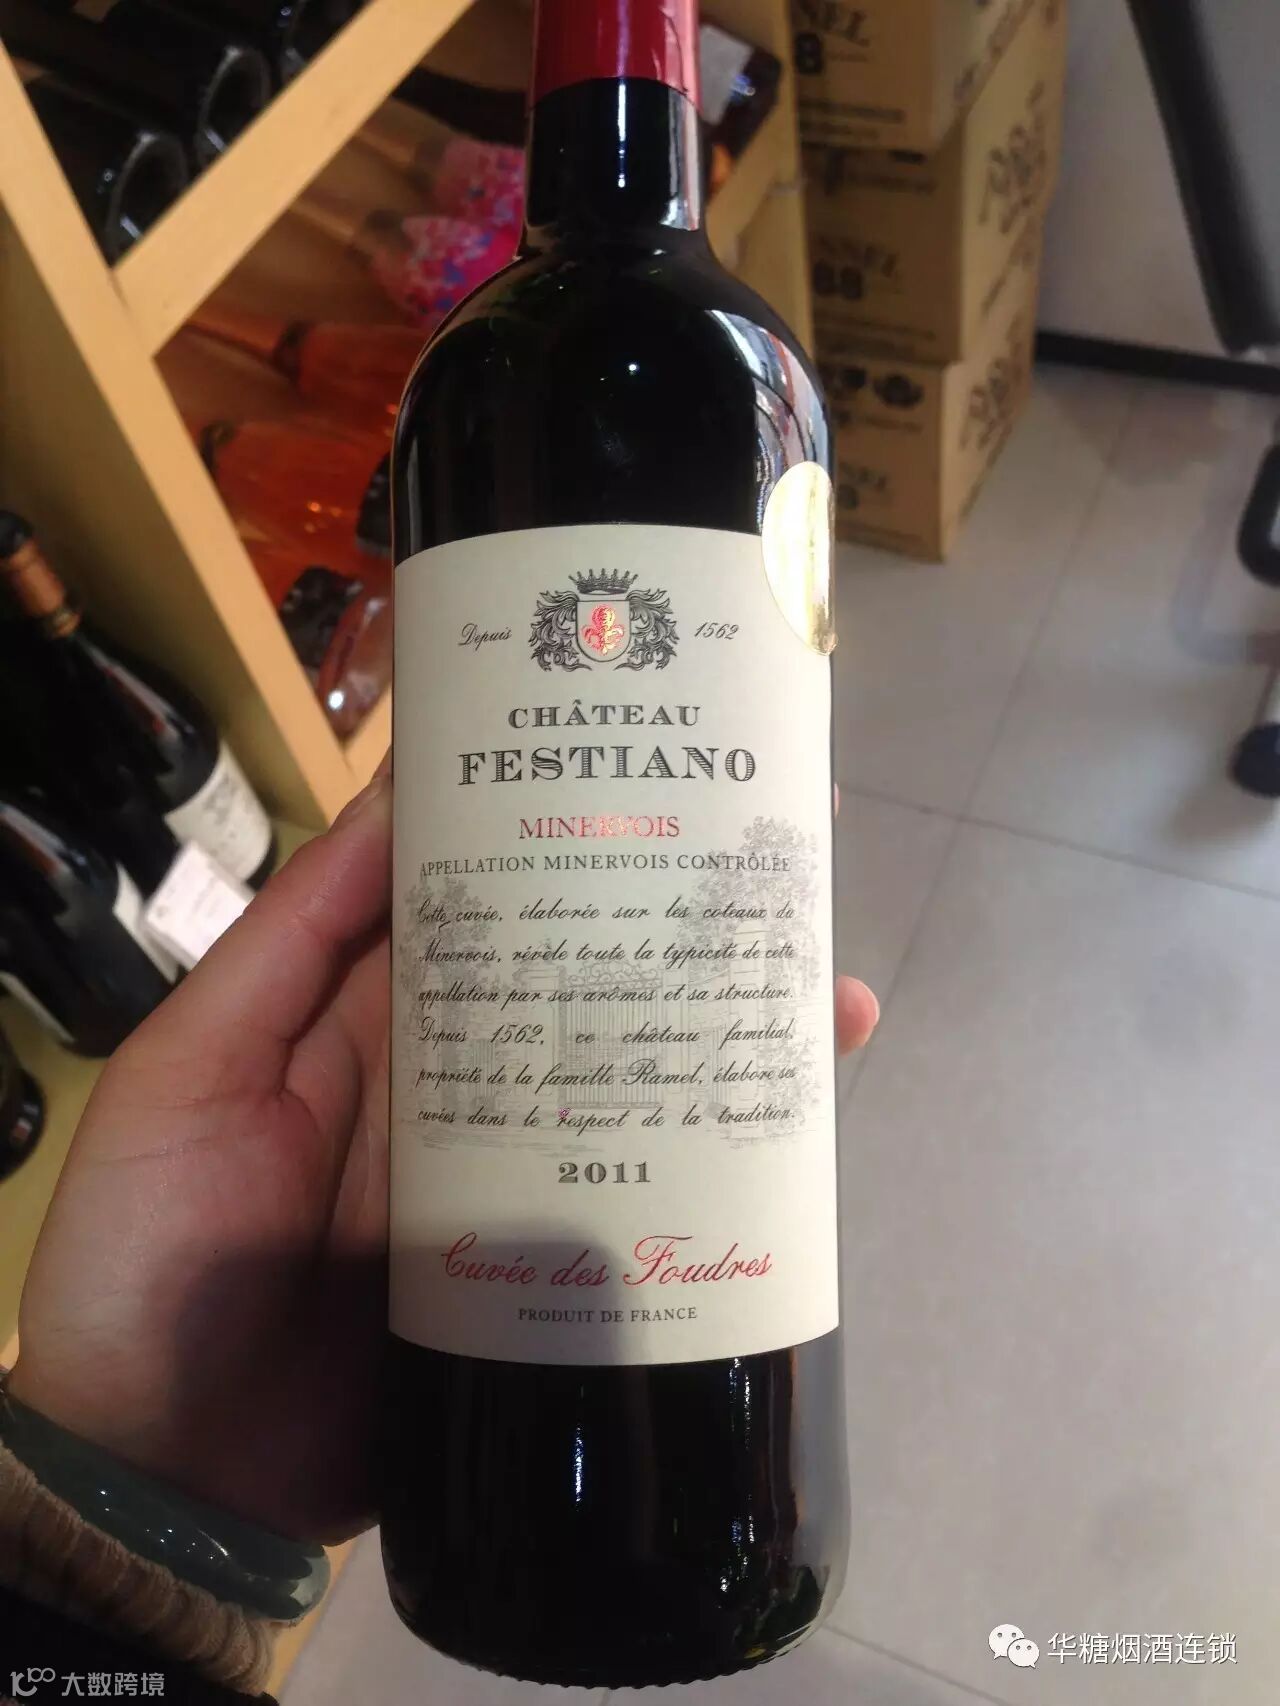 Depuis 1562
CHÂTEAU
FESTIANO
MINERVOIS
APPELLATION MINERVOIS CONTRÔLÉE
Cette cuvée, élaborée sur les coteaux du
Minervois, révèle toute la typicité de cette
appellation par ses arômes et sa structure.
Depuis 1562, ce château familial,
propriété de la famille Ramel, élabore ses
cuvées dans le respect de la tradition.
2011
Cuvée des Foudres
PRODUIT DE FRANCE
华糖烟酒连锁
大数跨境